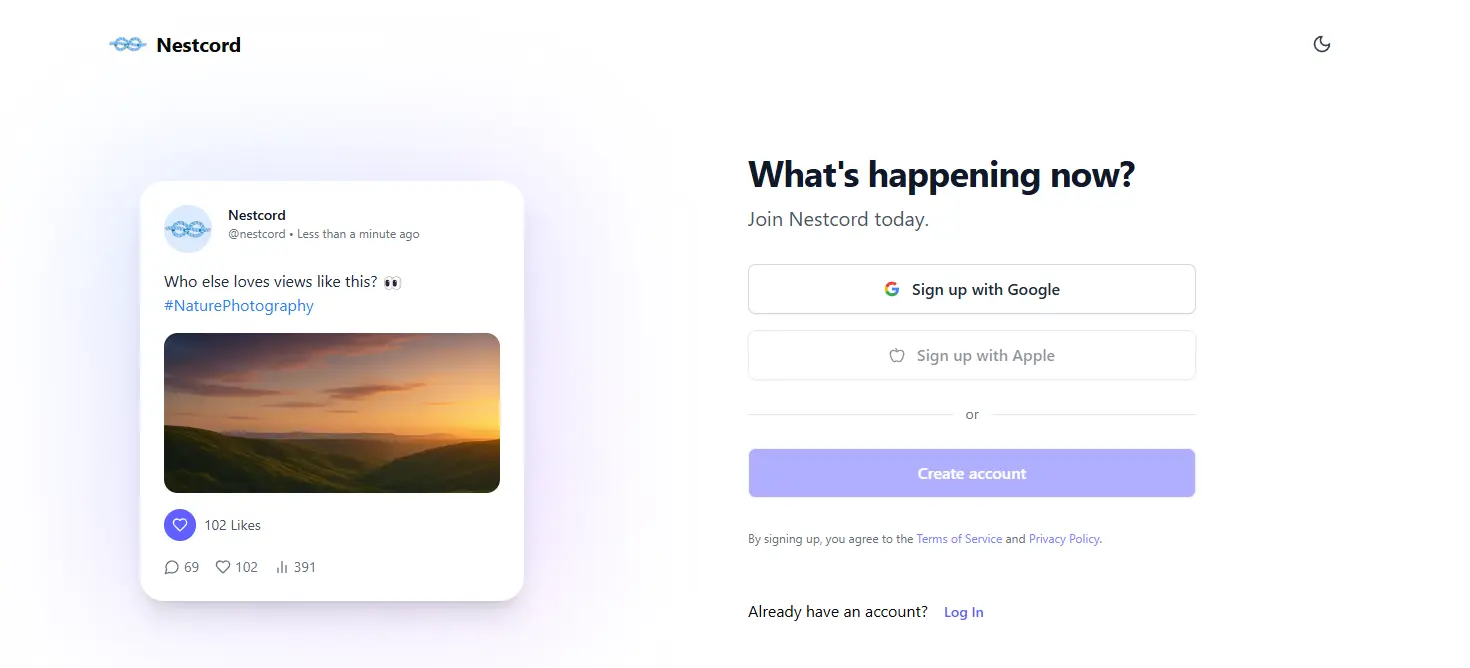 Nestcord
Nestcord
@nestcord • Less than a minute ago
Who else loves views like this? 👀
#NaturePhotography
102 Likes
69 102 391
What's happening now?
Join Nestcord today.
Sign up with Google
Sign up with Apple
or
Create account
By signing up, you agree to the Terms of Service and Privacy Policy.
Already have an account? Log In